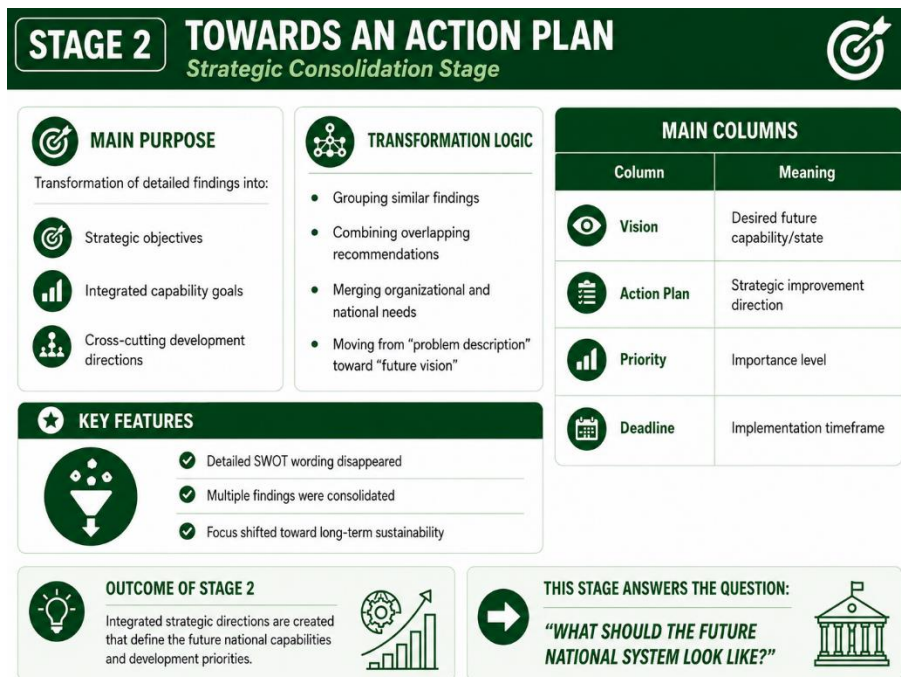 STAGE 2
TOWARDS AN ACTION PLAN
Strategic Consolidation Stage
MAIN PURPOSE
Transformation of detailed findings into:
Strategic objectives
Integrated capability goals
Cross-cutting development
directions
TRANSFORMATION LOGIC
• Grouping similar findings
• Combining overlapping
recommendations
• Merging organizational and
national needs
• Moving from “problem description”
toward “future vision”
MAIN COLUMNS
Column Meaning
Vision Desired future
capability/state
Action Plan Strategic improvement
direction
Priority Importance level
Deadline Implementation timeframe
KEY FEATURES
Detailed SWOT wording disappeared
Multiple findings were consolidated
Focus shifted toward long-term sustainability
OUTCOME OF STAGE 2
Integrated strategic directions are created
that define the future national capabilities
and development priorities.
THIS STAGE ANSWERS THE QUESTION:
“WHAT SHOULD THE FUTURE
NATIONAL SYSTEM LOOK LIKE?”